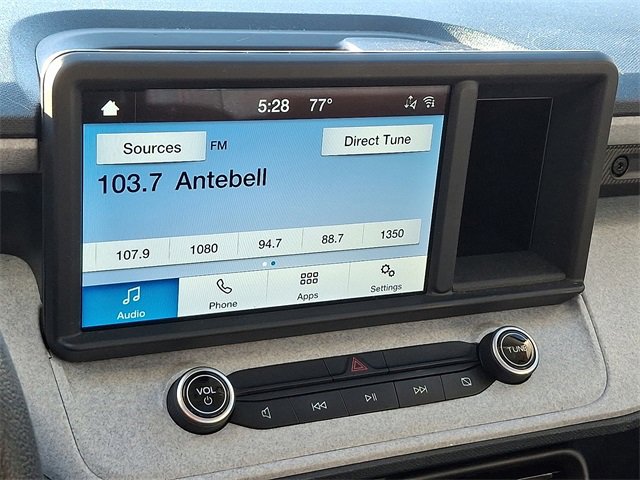 5:28 77°
Sources FM Direct Tune
103.7 Antebell
107.9 1080 94.7 88.7 1350
Audio Phone Apps Settings
VOL TUNE